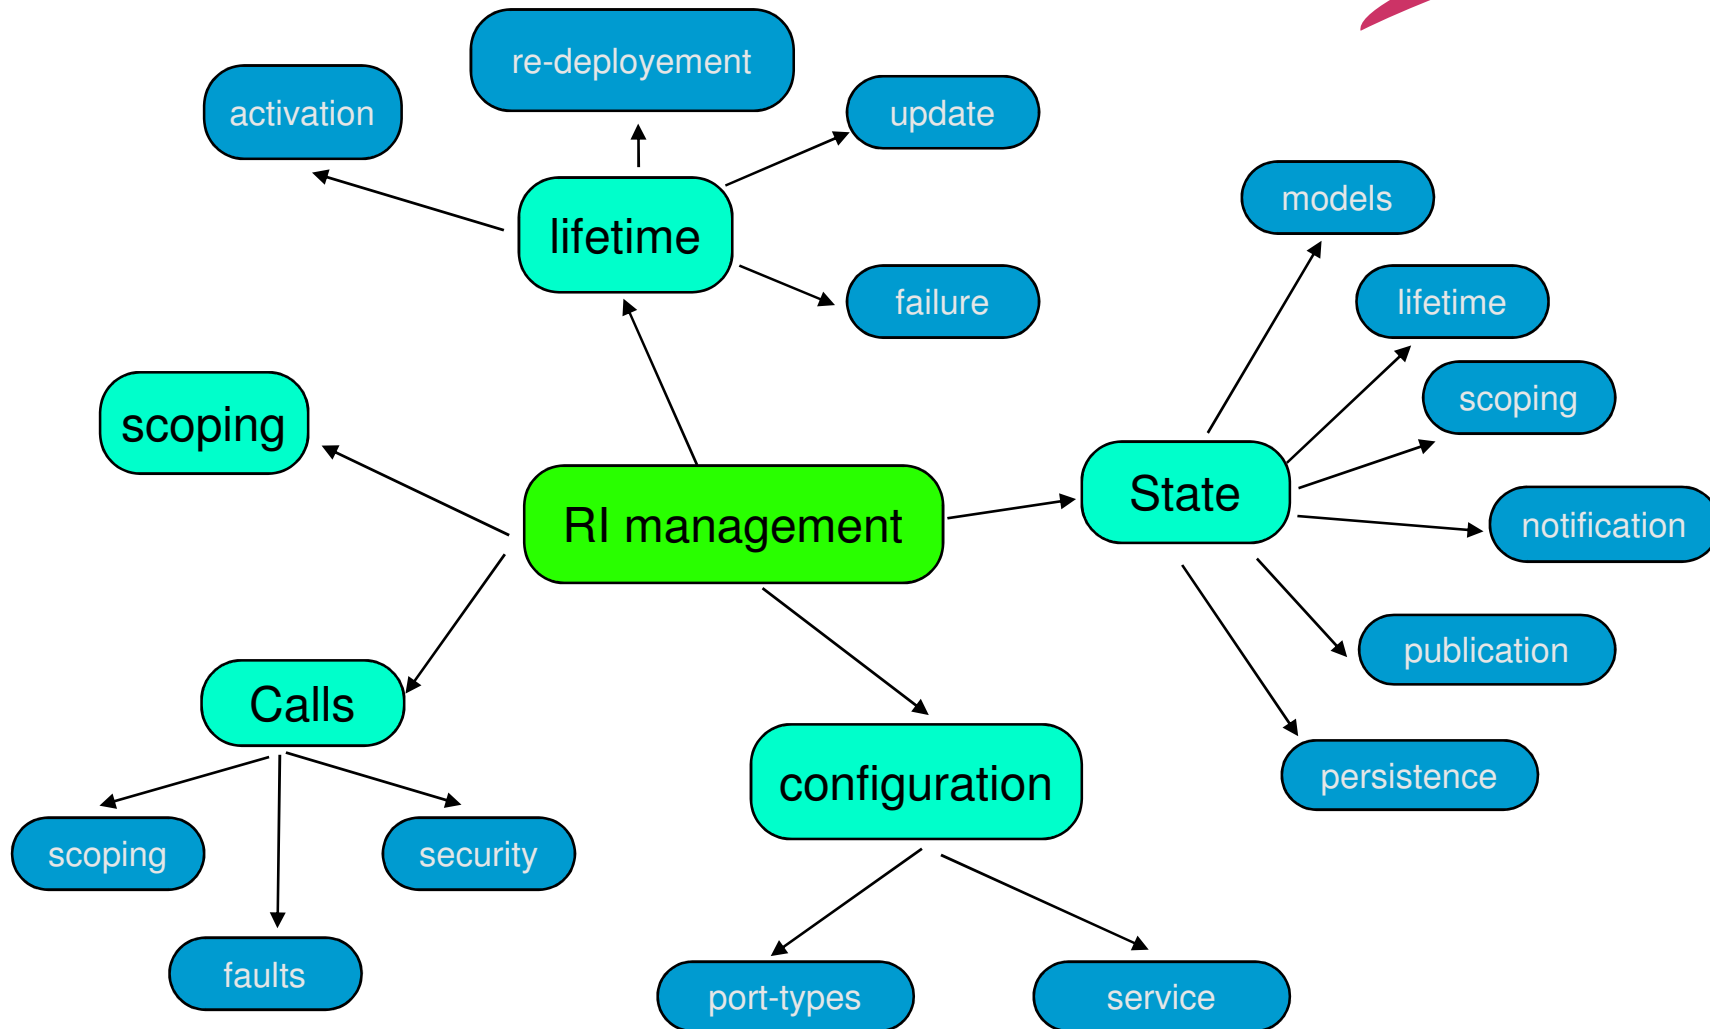 re-deployement
activation
update
models
lifetime
failure
lifetime
scoping
scoping
State
RI management
notification
publication
Calls
configuration
persistence
scoping
security
faults
port-types
service